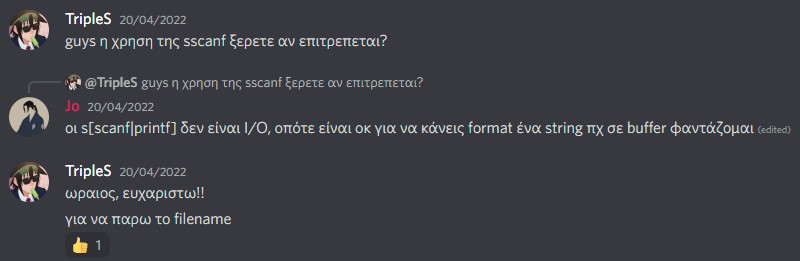 TripleS 20/04/2022
guys η χρηση της sscanf ξερετε αν επιτρεπεται?
@TripleS guys η χρηση της sscanf ξερετε αν επιτρεπεται?
Jo 20/04/2022
οι s[scanf|printf] δεν είναι I/O, οπότε είναι οκ για να κάνεις format ένα string πχ σε buffer φαντάζομαι (edited)
TripleS 20/04/2022
ωραιος, ευχαριστω!!
για να παρω το filename
👍 1